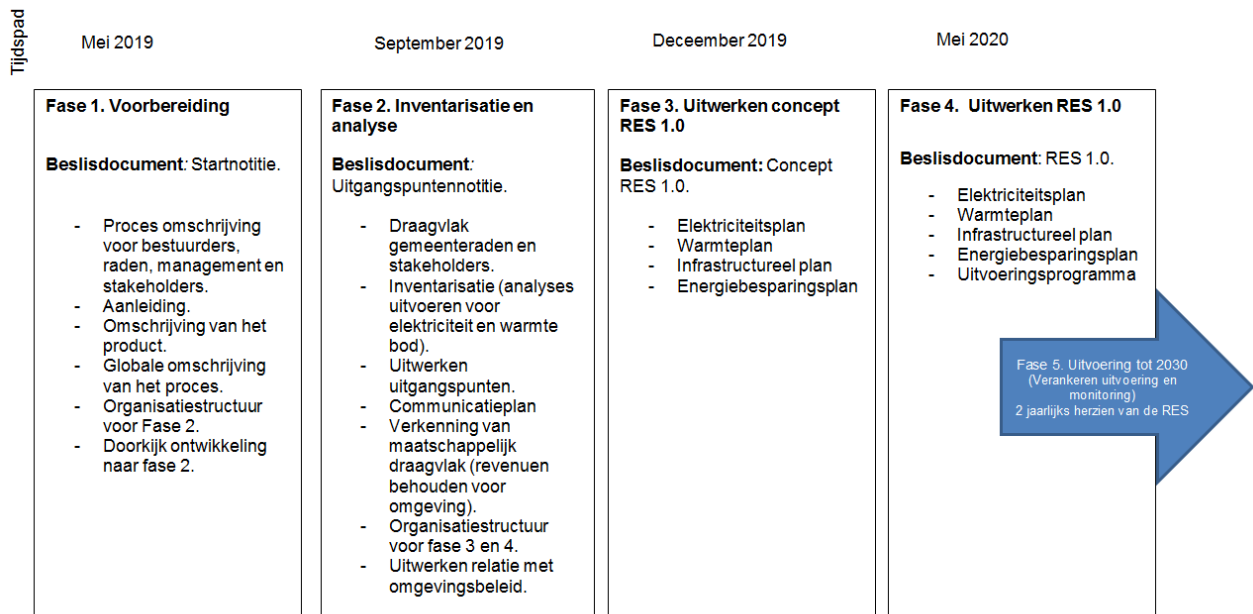 Tijdspad
Mei 2019
September 2019
Deceember 2019
Mei 2020
Fase 1. Voorbereiding
Beslisdocument: Startnotitie.
- Proces omschrijving
voor bestuurders,
raden, management en
stakeholders.
- Aanleiding.
- Omschrijving van het
product.
- Globale omschrijving
van het proces.
- Organisatiestructuur
voor Fase 2.
- Doorkijk ontwikkeling
naar fase 2.
Fase 2. Inventarisatie en
analyse
Beslisdocument:
Uitgangspuntennotitie.
- Draagvlak
gemeenteraden en
stakeholders.
- Inventarisatie (analyses
uitvoeren voor
elektriciteit en warmte
bod).
- Uitwerken
uitgangspunten.
- Communicatieplan
- Verkenning van
maatschappelijk
draagvlak (revenuen
behouden voor
omgeving).
- Organisatiestructuur
voor fase 3 en 4.
- Uitwerken relatie met
omgevingsbeleid.
Fase 3. Uitwerken concept
RES 1.0
Beslisdocument: Concept
RES 1.0.
- Elektriciteitsplan
- Warmteplan
- Infrastructureel plan
- Energiebesparingsplan
Fase 4. Uitwerken RES 1.0
Beslisdocument: RES 1.0.
- Elektriciteitsplan
- Warmteplan
- Infrastructureel plan
- Energiebesparingsplan
- Uitvoeringsprogramma
Fase 5. Uitvoering tot 2030
(Verankeren uitvoering en
monitoring)
2 jaarlijks herzien van de RES